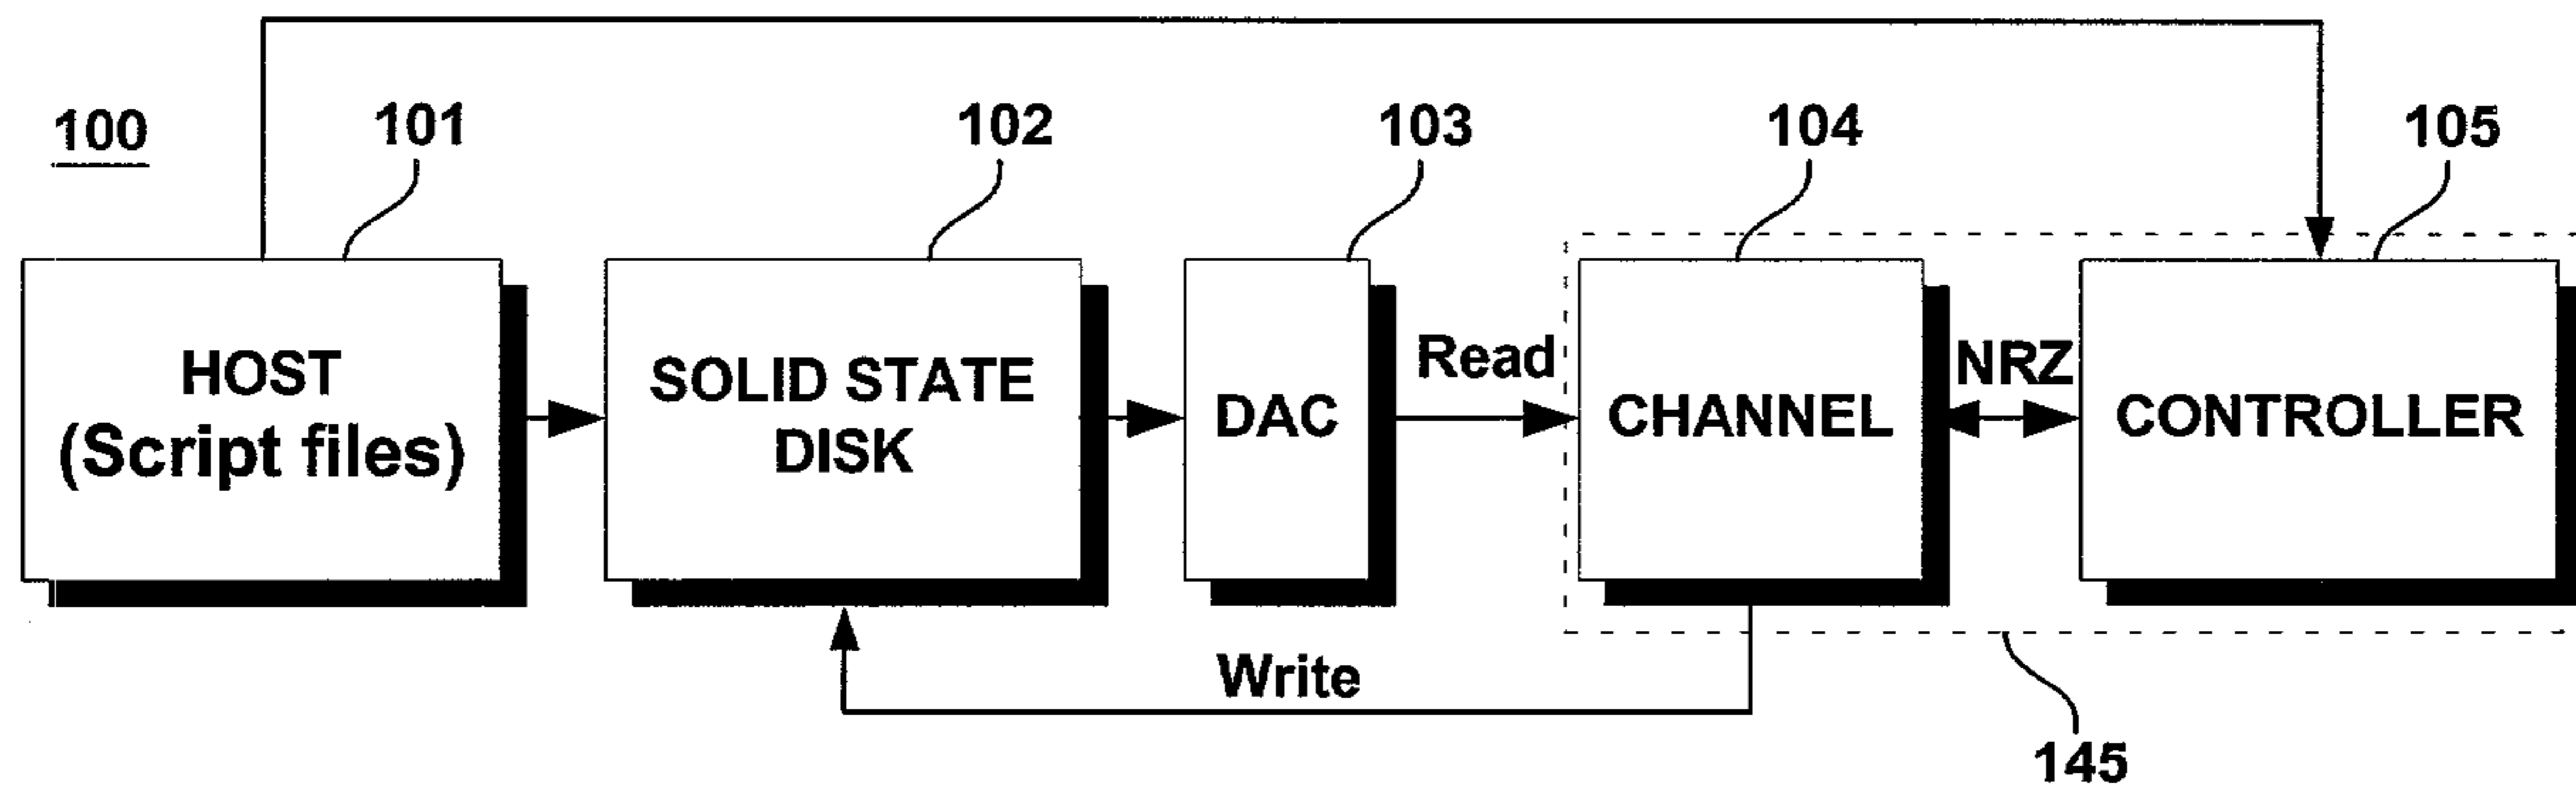 100
101
102
103
104
105
HOST
(Script files)
SOLID STATE
DISK
DAC
Read
CHANNEL
NRZ
CONTROLLER
Write
145